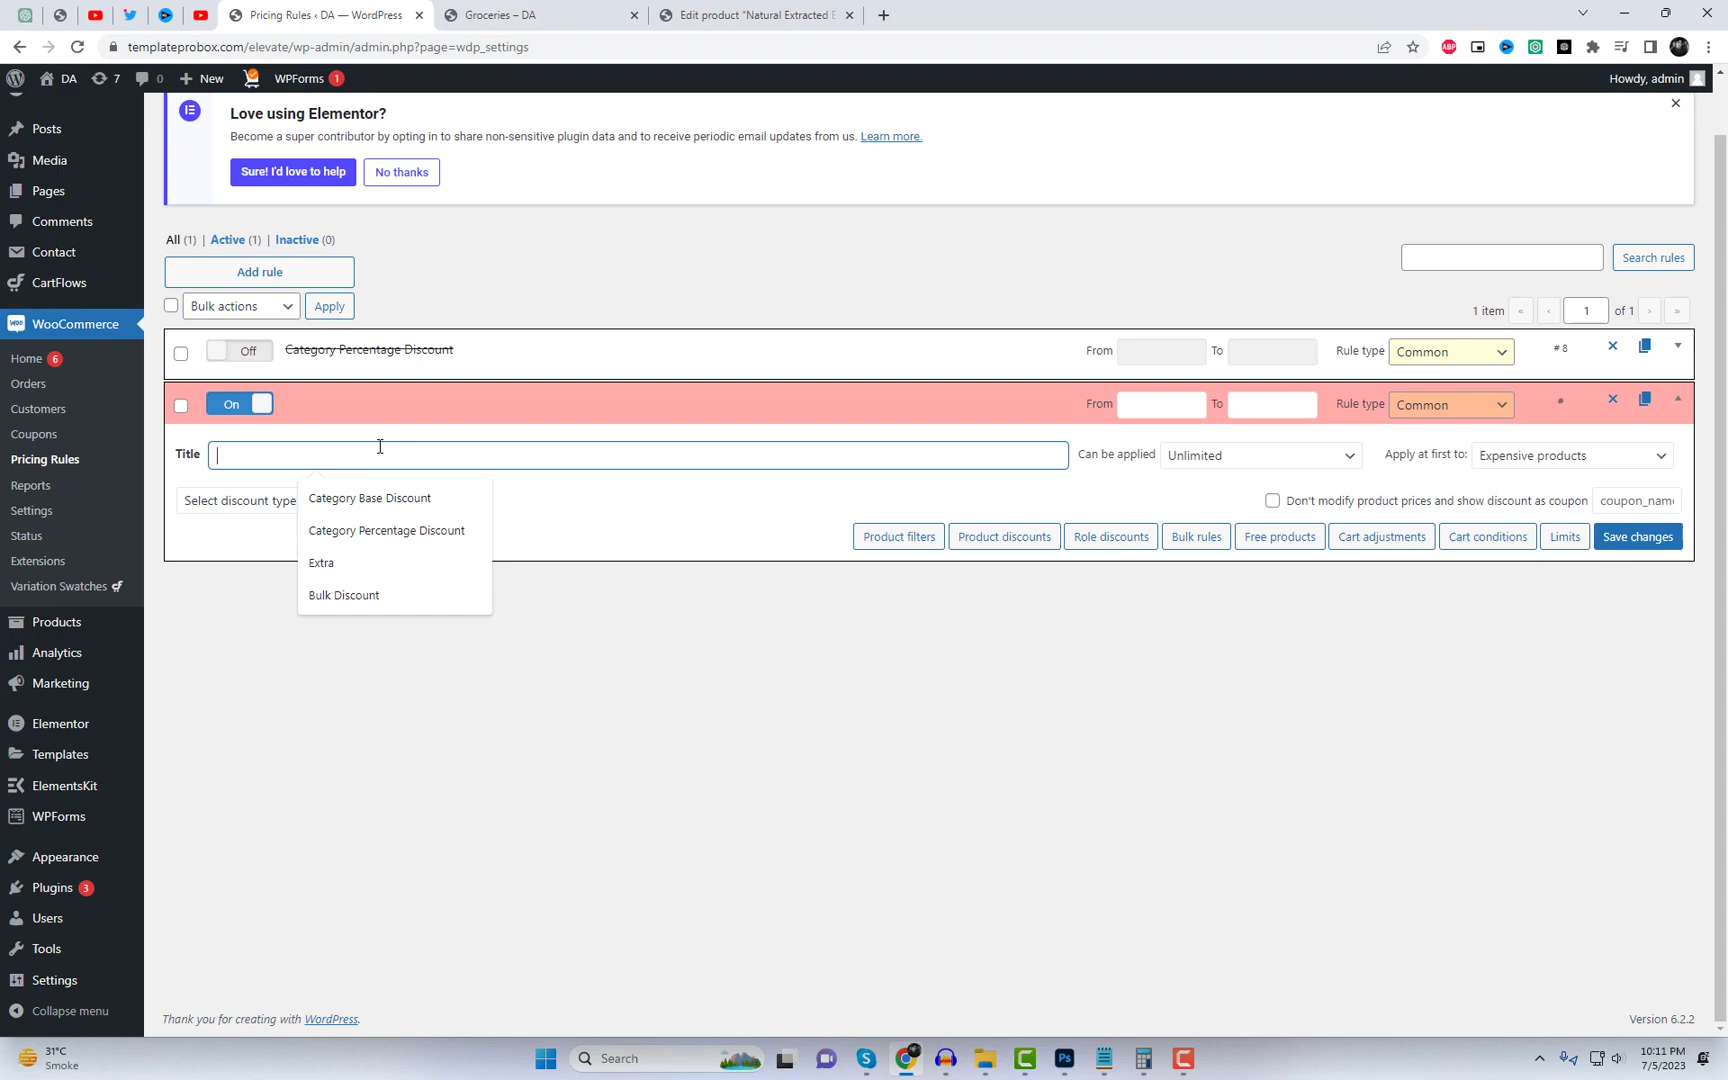 Pricing Rules ‹ DA — WordPress
Groceries – DA
Edit product "Natural Extracted E
templateprobox.com/elevate/wp-admin/admin.php?page=wdp_settings
ABP
DA
7
0
New
WPForms 1
Howdy, admin
Posts
Media
Pages
Comments
Contact
CartFlows
WooCommerce
Home 6
Orders
Customers
Coupons
Pricing Rules
Reports
Settings
Status
Extensions
Variation Swatches
Products
Analytics
Marketing
Elementor
Templates
ElementsKit
WPForms
Appearance
Plugins 3
Users
Tools
Settings
Collapse menu
Love using Elementor?
Become a super contributor by opting in to share non-sensitive plugin data and to receive periodic email updates from us. Learn more.
Sure! I'd love to help
No thanks
All (1) | Active (1) | Inactive (0)
Add rule
Search rules
Bulk actions
Apply
1 item « ‹ 1 of 1 › »
Off Category Percentage Discount From To Rule type Common # 8
On From To Rule type Common #
Title Can be applied Unlimited Apply at first to: Expensive products
Select discount type
Don't modify product prices and show discount as coupon coupon_name
Category Base Discount
Category Percentage Discount
Extra
Bulk Discount
Product filters Product discounts Role discounts Bulk rules Free products Cart adjustments Cart conditions Limits Save changes
Thank you for creating with WordPress.
Version 6.2.2
31°C
Smoke
Search
10:11 PM
7/5/2023